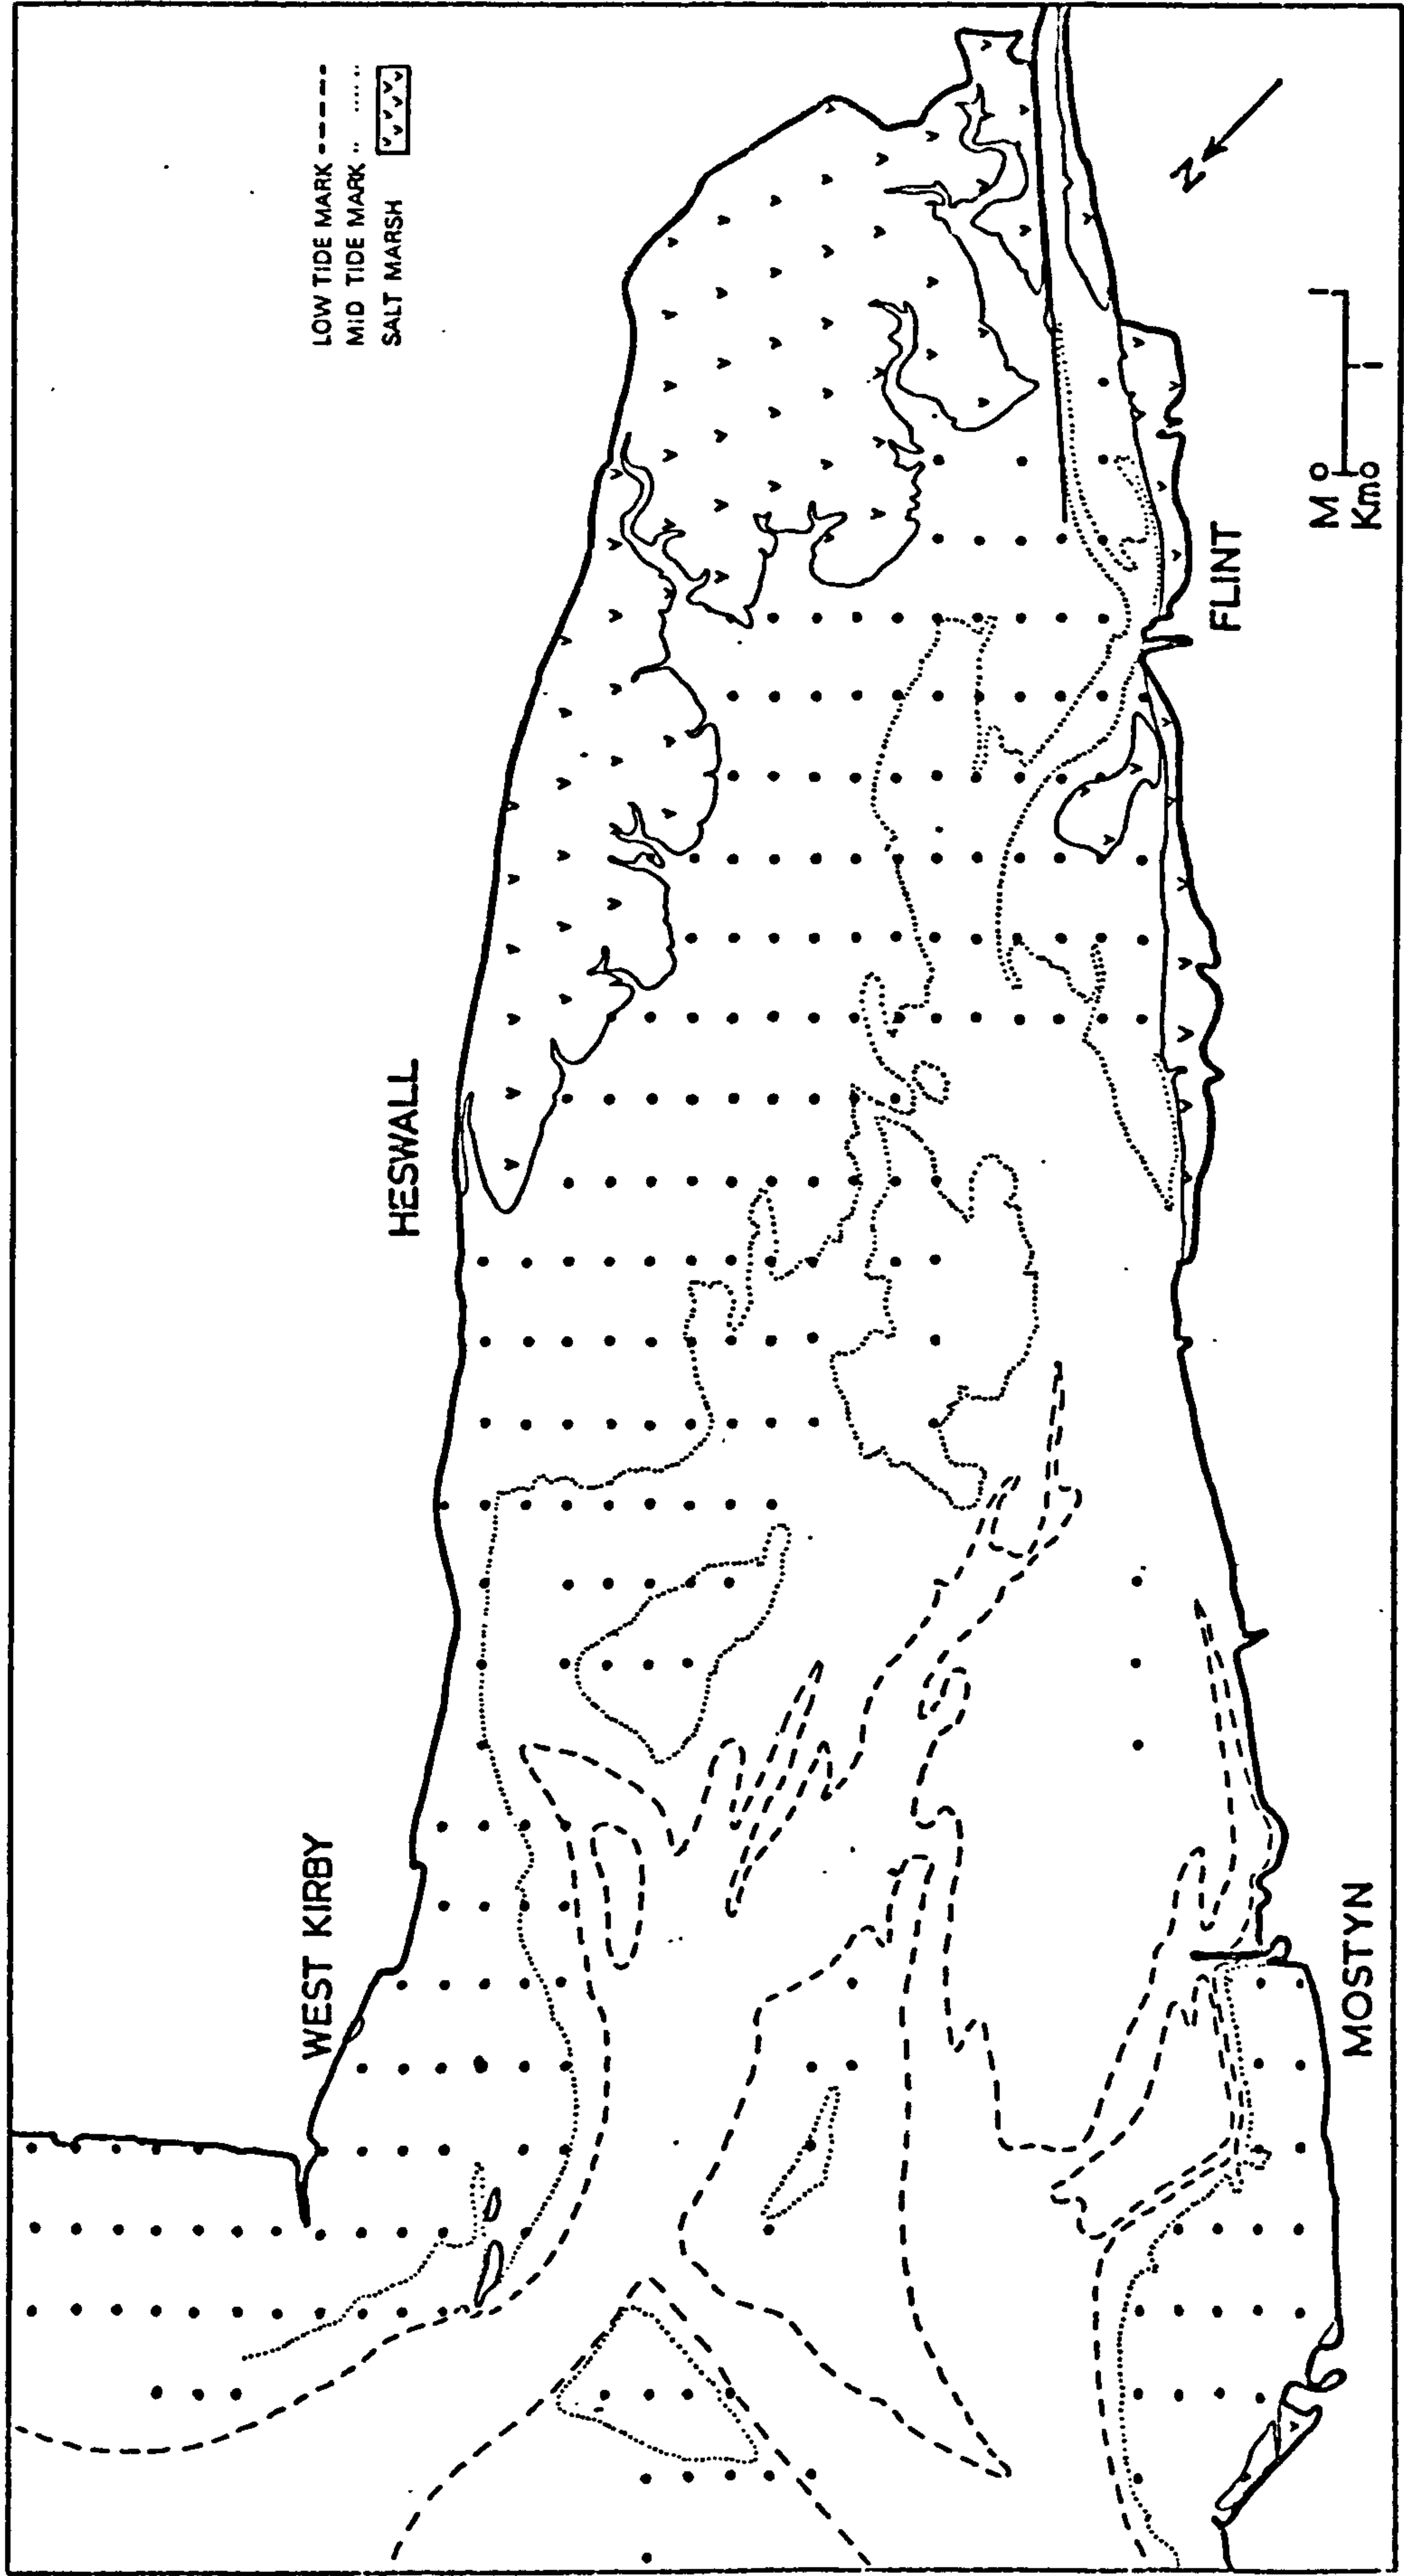 LOW TIDE MARK
MID TIDE MARK
SALT MARSH
WEST KIRBY
HESWALL
MOSTYN
FLINT
N
M 0 1
Km 0 1